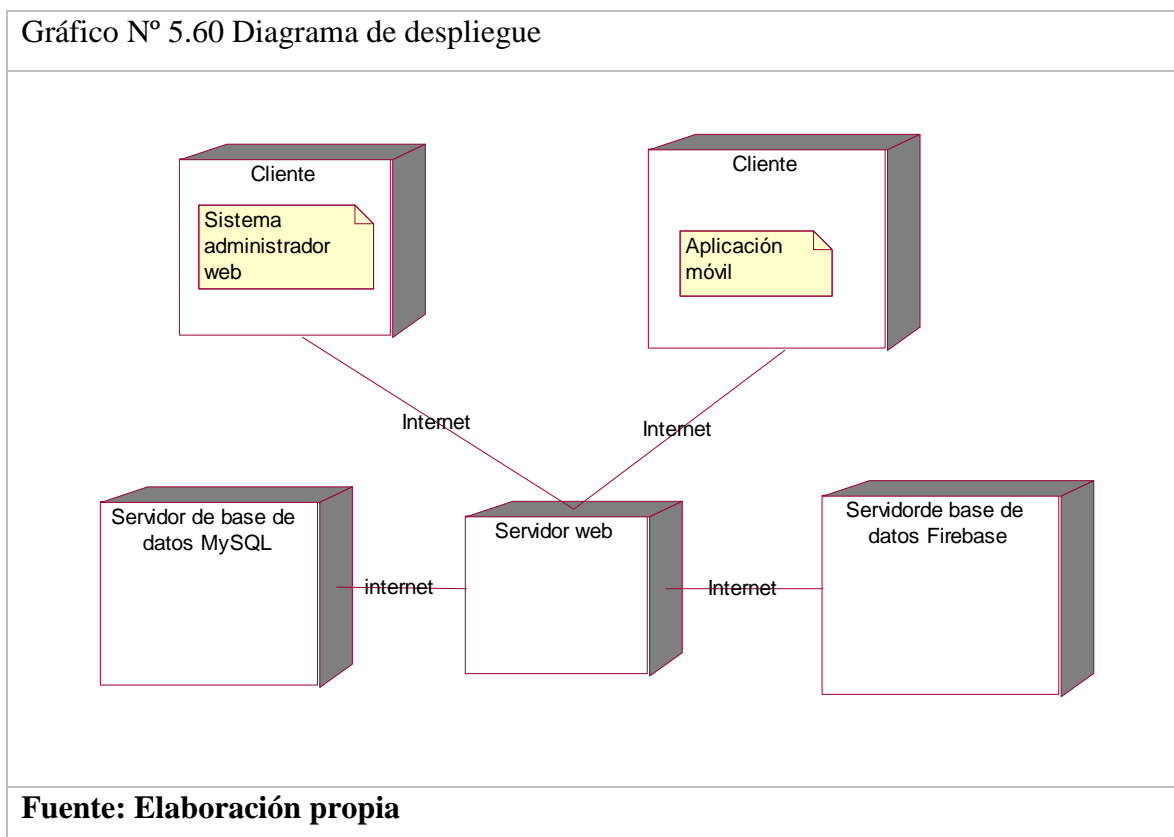 Gráfico Nº 5.60 Diagrama de despliegue
Cliente
Sistema
administrador
web
Cliente
Aplicación
móvil
Internet
Internet
Servidor de base de
datos MySQL
internet
Servidor web
Internet
Servidorde base de
datos Firebase
Fuente: Elaboración propia